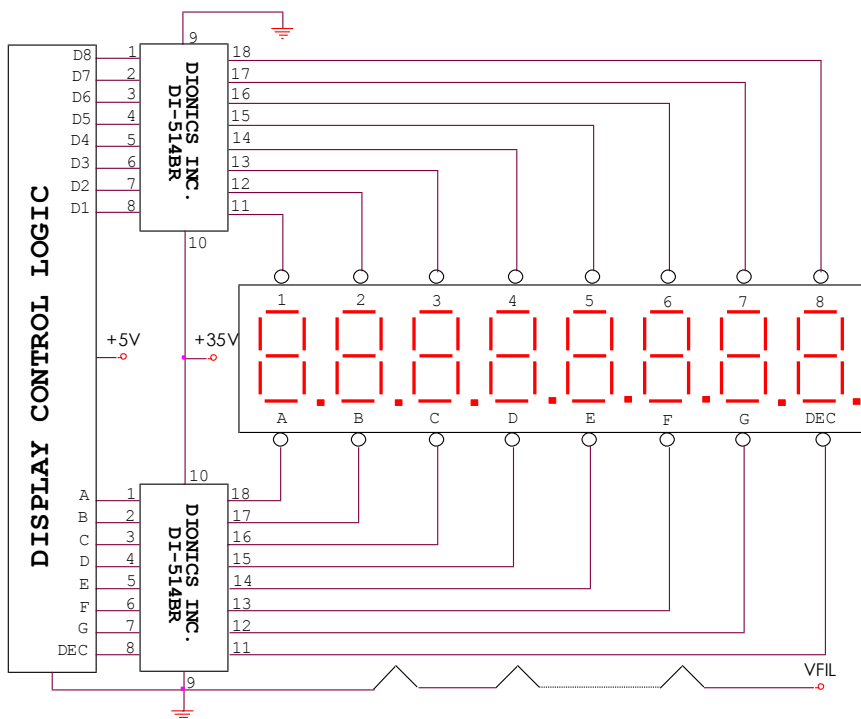 9
D8 1 18
D7 2 17
D6 3 16
D5 4 15
D4 5 14
D3 6 13
D2 7 12
D1 8 11
DIONICS INC.
DI-514BR
10
DISPLAY CONTROL LOGIC
1 2 3 4 5 6 7 8
+5V +35V
A B C D E F G DEC
10
A 1 18
B 2 17
C 3 16
D 4 15
E 5 14
F 6 13
G 7 12
DEC 8 11
DIONICS INC.
DI-514BR
9
VFIL